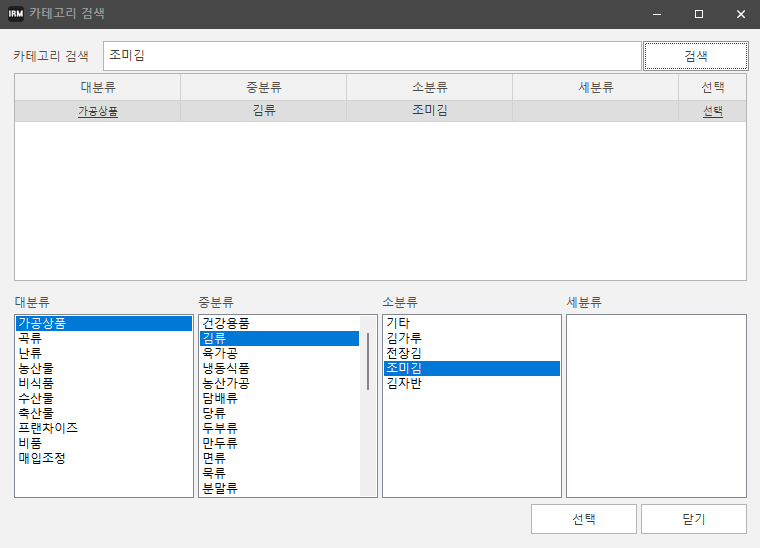 IRM 카테고리 검색
카테고리 검색 조미김 검색
대분류 중분류 소분류 세분류 선택
가공상품 김류 조미김 선택
대분류 중분류 소분류 세분류
가공상품 건강용품 기타
곡류 김류 김가루
난류 육가공 전장김
농산물 냉동식품 조미김
비식품 농산가공 김자반
수산물 담배류
축산물 당류
프랜차이즈 두부류
비품 만두류
매입조정 면류
묵류
분말류
선택 닫기